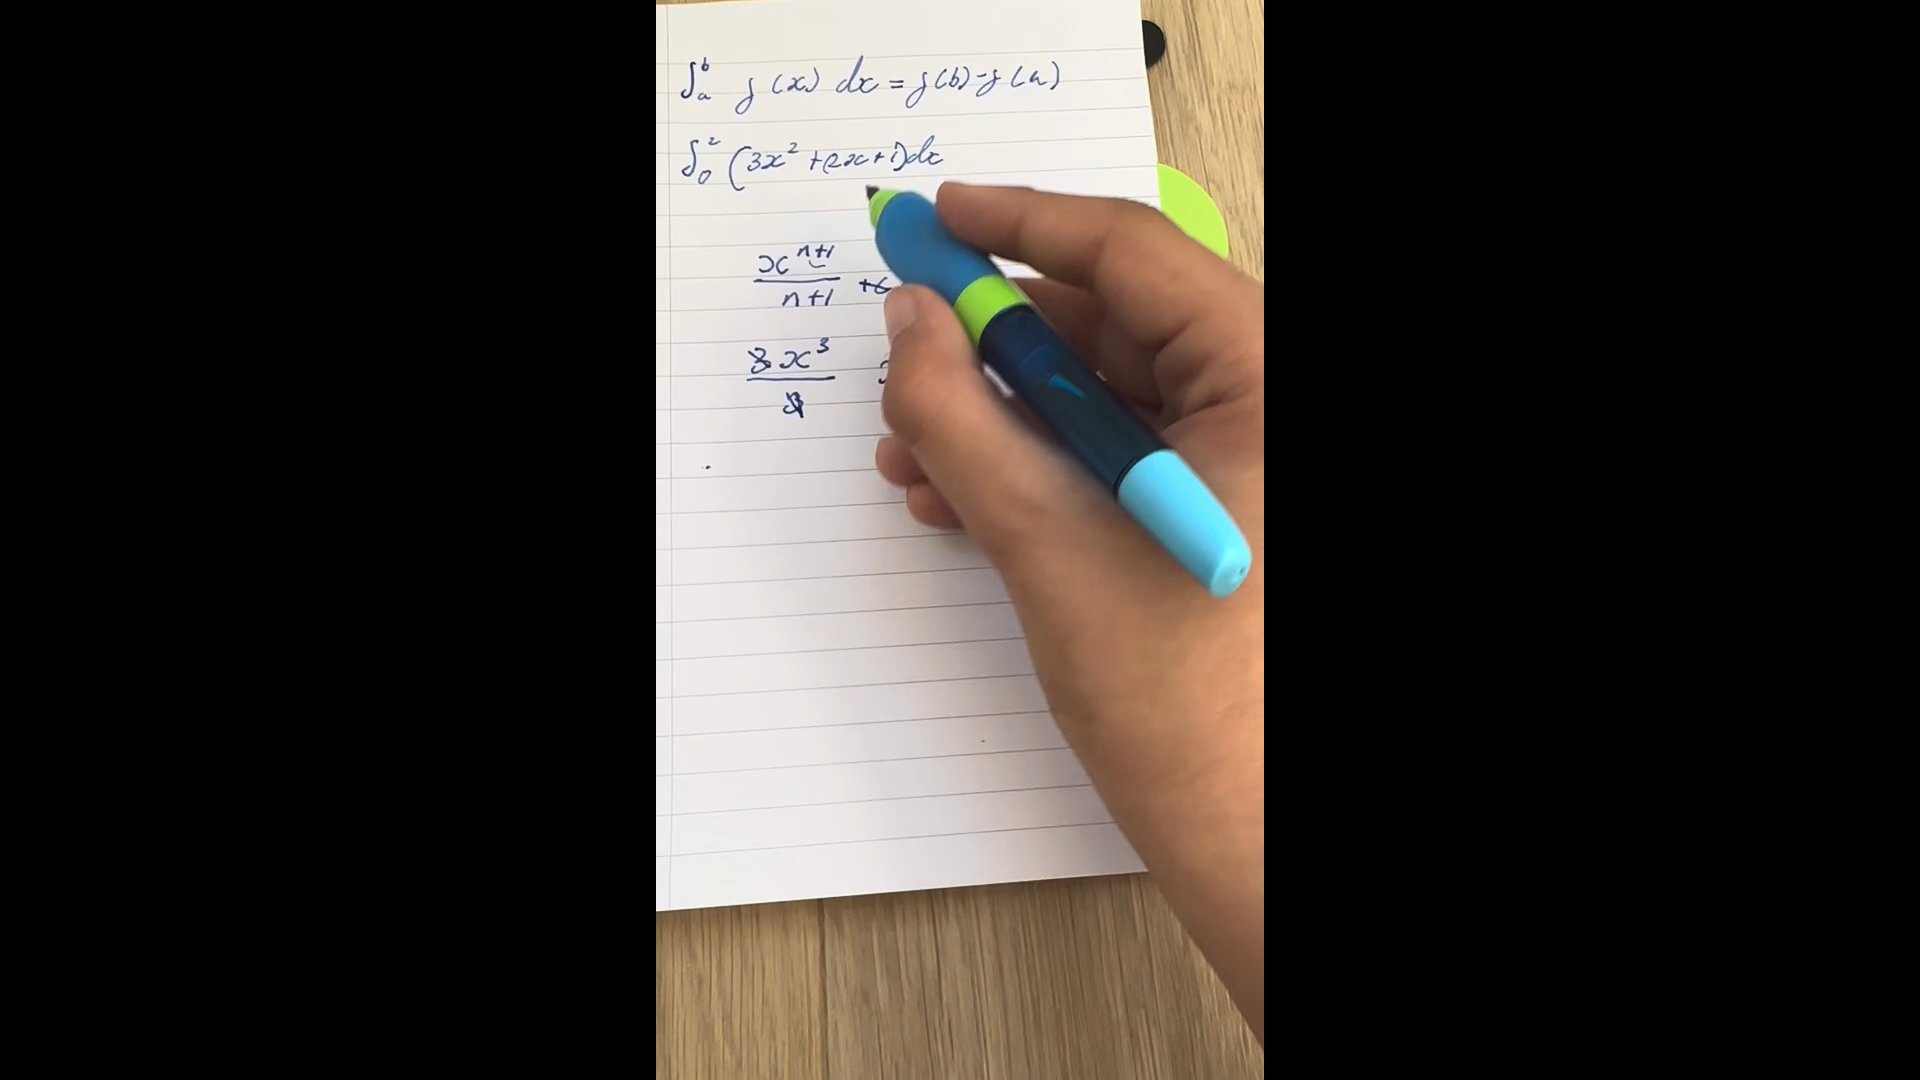 ∫ₐᵇ f(x) dx = f(b)-f(a)
∫₀² (3x² + 2x + 1)dx
xⁿ⁺¹
n+1 +c
3x³
3